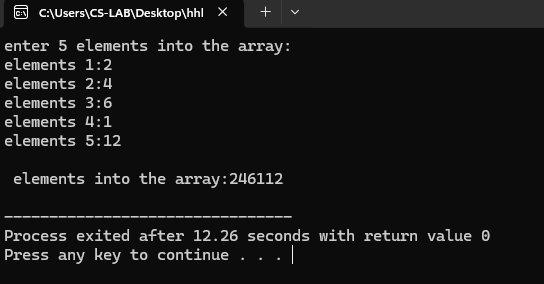 C:\Users\CS-LAB\Desktop\hhl
enter 5 elements into the array:
elements 1:2
elements 2:4
elements 3:6
elements 4:1
elements 5:12
elements into the array:246112
--------------------------------
Process exited after 12.26 seconds with return value 0
Press any key to continue . . .